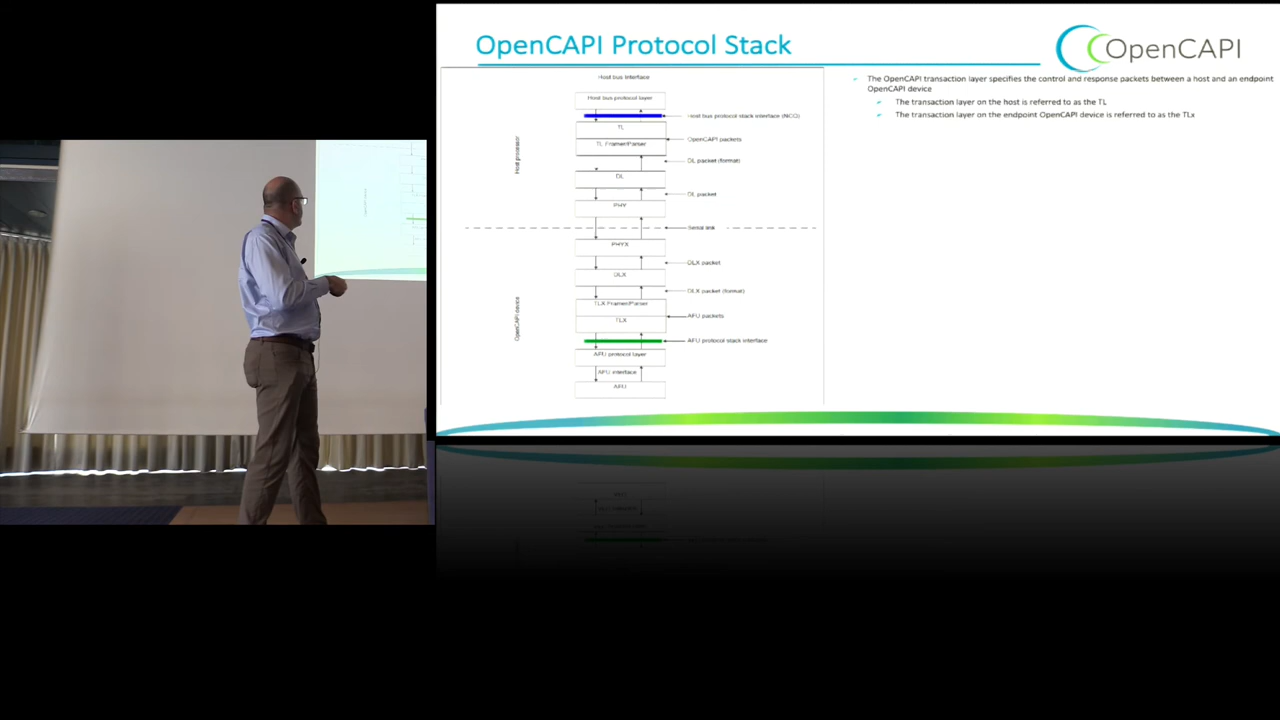 OpenCAPI Protocol Stack
OpenCAPI
Host bus interface
Host bus protocol layer
Host bus protocol stack interface (NCO)
TL
TL Framer/Parser
OpenCAPI packets
DL packet (format)
DL
DL packet
PHY
Host processor
Serial link
PHYX
DLX packet
DLX
DLX packet (format)
TLX Framer/Parser
TLX
AFU packets
AFU protocol stack interface
AFU protocol layer
AFU interface
AFU
OpenCAPI device
The OpenCAPI transaction layer specifies the control and response packets between a host and an endpoint
OpenCAPI device
The transaction layer on the host is referred to as the TL
The transaction layer on the endpoint OpenCAPI device is referred to as the TLx